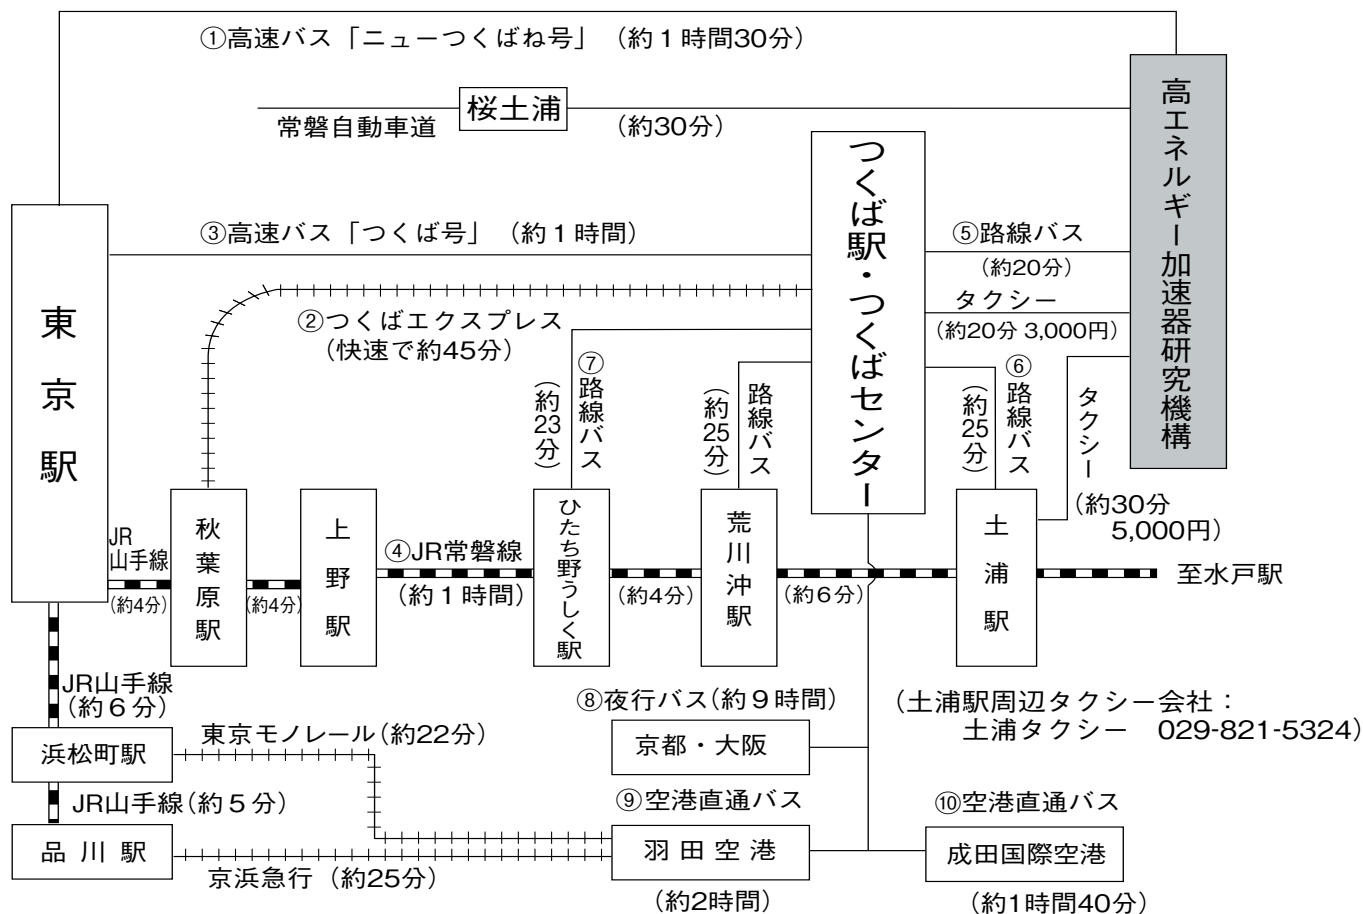 ①高速バス「ニューつくばね号」（約１時間30分）
常磐自動車道
桜土浦
（約30分）
高エネルギー加速器研究機構
つくば駅・つくばセンター
東京駅
③高速バス「つくば号」（約１時間）
⑤路線バス
（約20分）
タクシー
（約20分 3,000円）
②つくばエクスプレス
（快速で約45分）
⑦路線バス
（約23分）
路線バス
（約25分）
⑥路線バス
（約25分）
タクシー
（約30分
5,000円）
JR
山手線
（約4分）
秋葉原駅
（約4分）
上野駅
④JR常磐線
（約１時間）
ひたち野うしく駅
（約4分）
荒川沖駅
（約6分）
土浦駅
至水戸駅
JR山手線
（約６分）
⑧夜行バス（約９時間）
（土浦駅周辺タクシー会社：
土浦タクシー　029-821-5324）
浜松町駅
東京モノレール（約22分）
京都・大阪
JR山手線（約５分）
⑨空港直通バス
⑩空港直通バス
品川駅
京浜急行（約25分）
羽田空港
成田国際空港
（約2時間）
（約1時間40分）